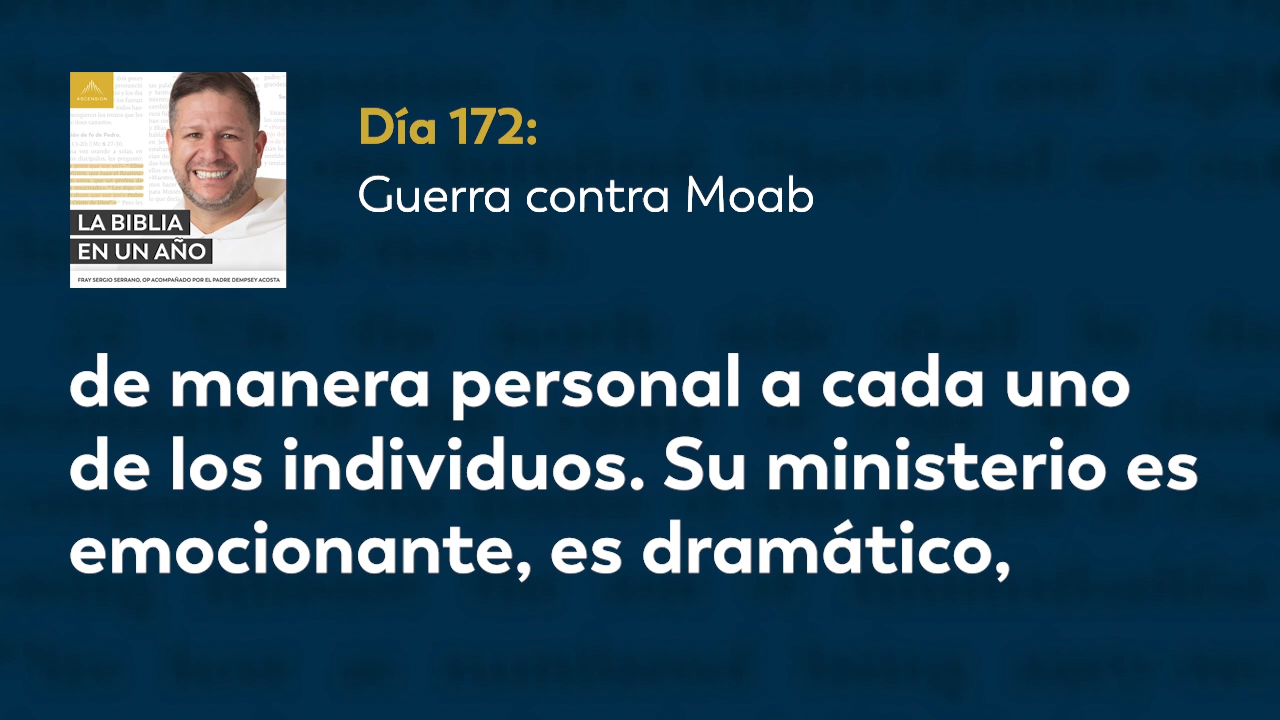 ASCENSION
LA BIBLIA
EN UN AÑO
FRAY SERGIO SERRANO, OP ACOMPAÑADO POR EL PADRE DEMPSEY ACOSTA
Día 172:
Guerra contra Moab
de manera personal a cada uno
de los individuos. Su ministerio es
emocionante, es dramático,